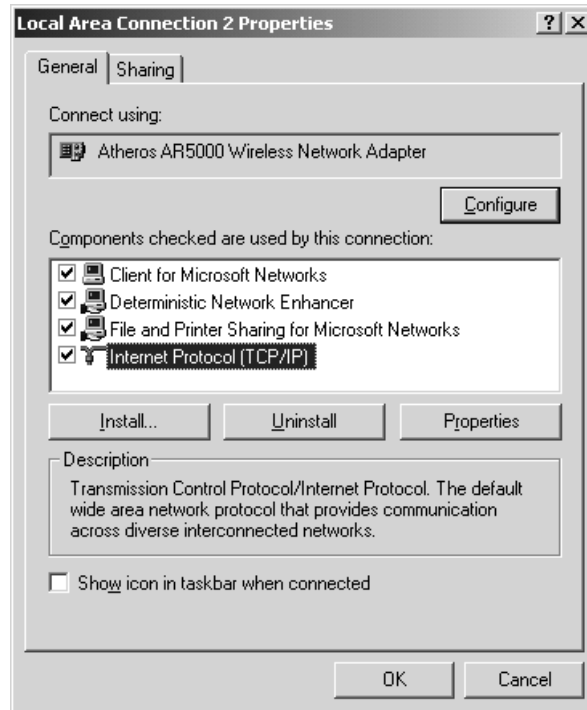 Local Area Connection 2 Properties ? X
General Sharing
Connect using:
Atheros AR5000 Wireless Network Adapter
Configure
Components checked are used by this connection:
Client for Microsoft Networks
Deterministic Network Enhancer
File and Printer Sharing for Microsoft Networks
Internet Protocol (TCP/IP)
Install... Uninstall Properties
Description
Transmission Control Protocol/Internet Protocol. The default
wide area network protocol that provides communication
across diverse interconnected networks.
Show icon in taskbar when connected
OK Cancel